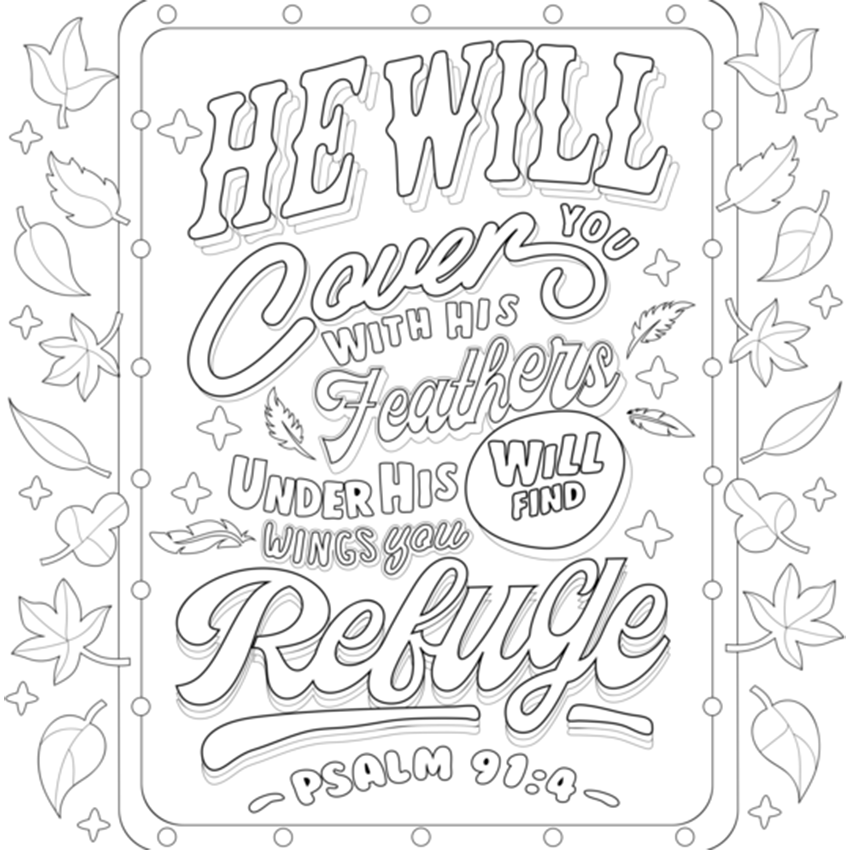 HE WILL
Cover YOU
WITH HIS
Feathers
UNDER HIS WILL
WINGS you FIND
Refuge
- PSALM 91:4 -